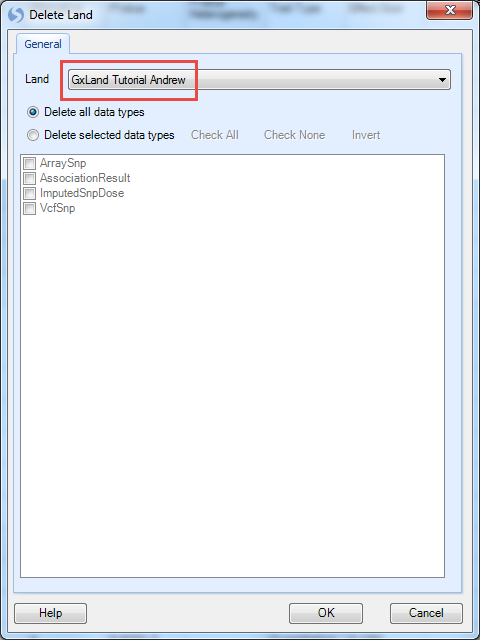 Delete Land
General
Land GxLand Tutorial Andrew
Delete all data types
Delete selected data types Check All Check None Invert
ArraySnp
AssociationResult
ImputedSnpDose
VcfSnp
Help OK Cancel